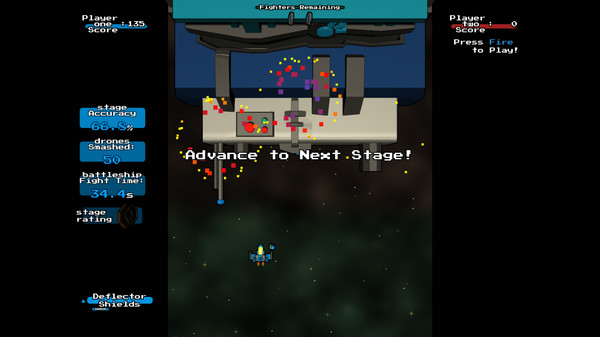 -Fighters Remaining-
Player
one :135
Score
Player
two : 0
Score
Press Fire
to Play!
stage
Accuracy
66.8%
drones
Smashed:
50
Advance to Next Stage!
battleship
Fight Time:
34.4s
stage
rating
Deflector
Shields